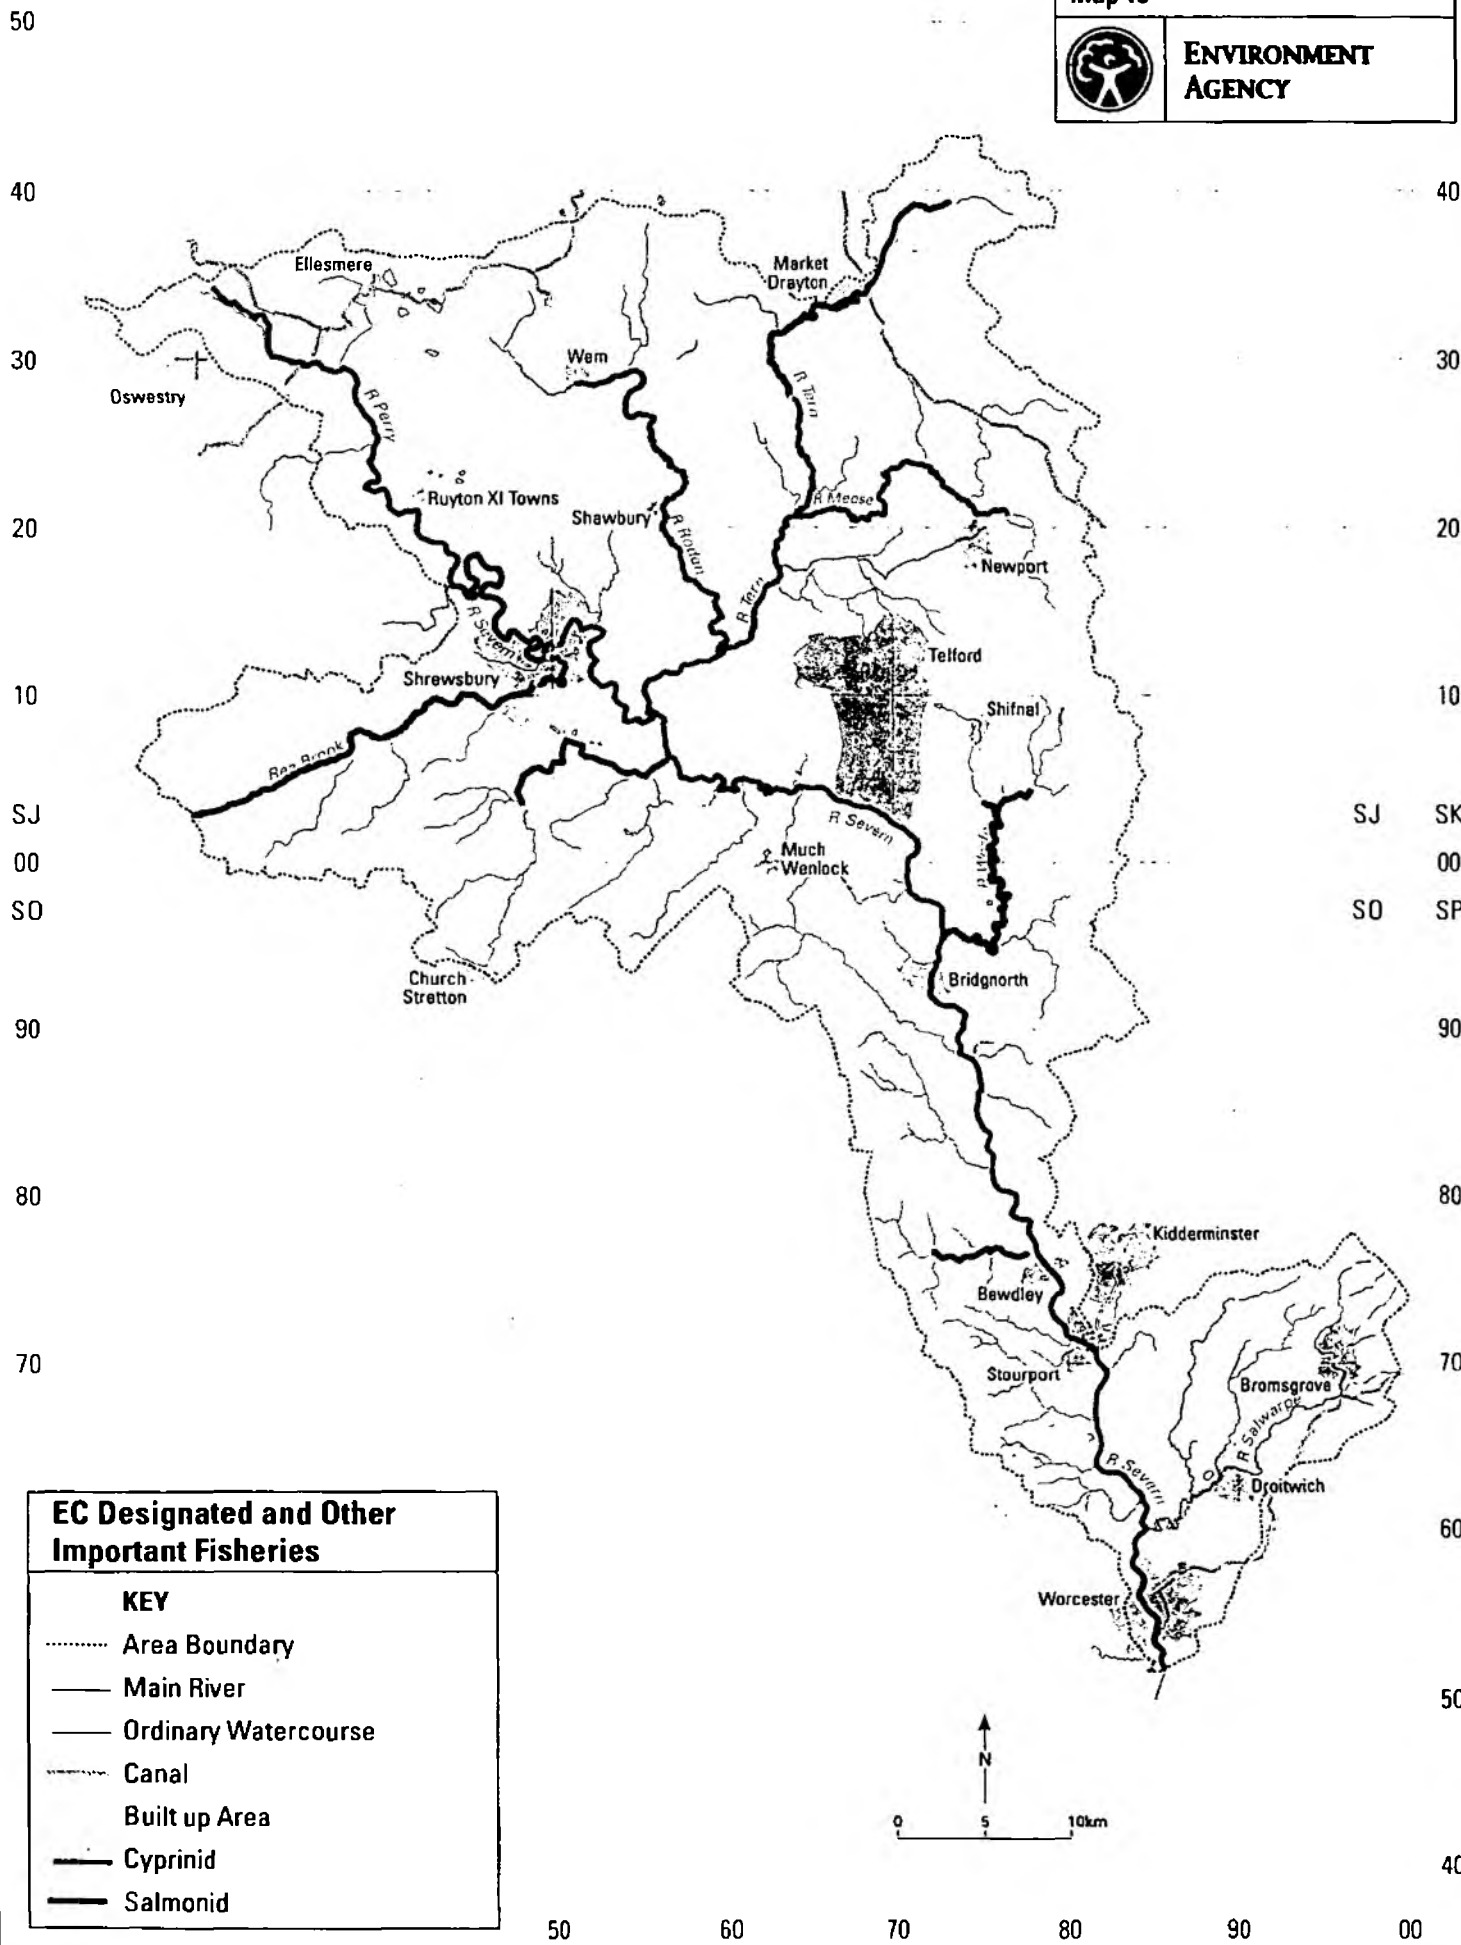 50
ENVIRONMENT
AGENCY
40
40
Ellesmere
Market
Drayton
30
30
Wem
Oswestry
R Perry
R Tern
Ruyton XI Towns
R Meese
Shawbury
20
20
R Rodan
Newport
R Tern
R Severn
Telford
Shrewsbury
10
10
Shifnal
Rea Brook
SJ
SJ
SK
R Severn
Much
Wenlock
00
00
SO
SO
SP
Church
Stretton
Bridgnorth
90
90
80
80
Kidderminster
Bewdley
70
70
Stourport
Bromsgrove
R Salwarpe
R Severn
Droitwich
60
Worcester
50
EC Designated and Other
Important Fisheries
KEY
Area Boundary
Main River
Ordinary Watercourse
Canal
Built up Area
Cyprinid
Salmonid
N
0 5 10km
40
50 60 70 80 90 00